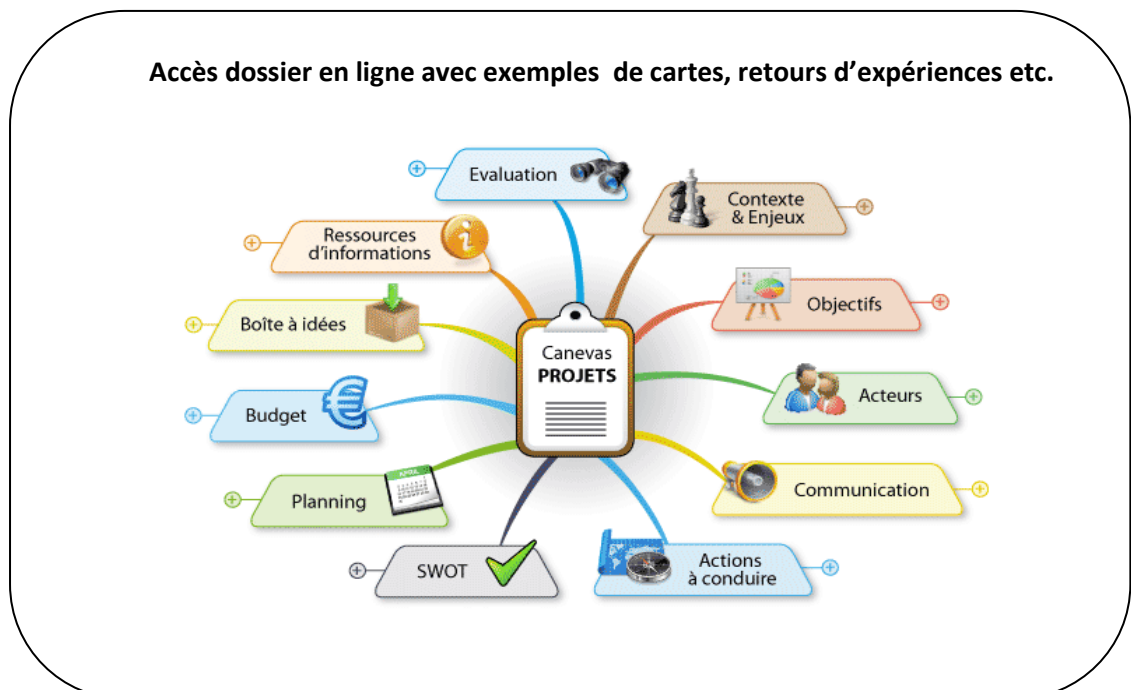 Accès dossier en ligne avec exemples de cartes, retours d’expériences etc.
Evaluation
Contexte
& Enjeux
Ressources
d’informations
Objectifs
Boîte à idées
Canevas
PROJETS
Acteurs
Budget
Communication
Planning
APRIL
Actions
à conduire
SWOT